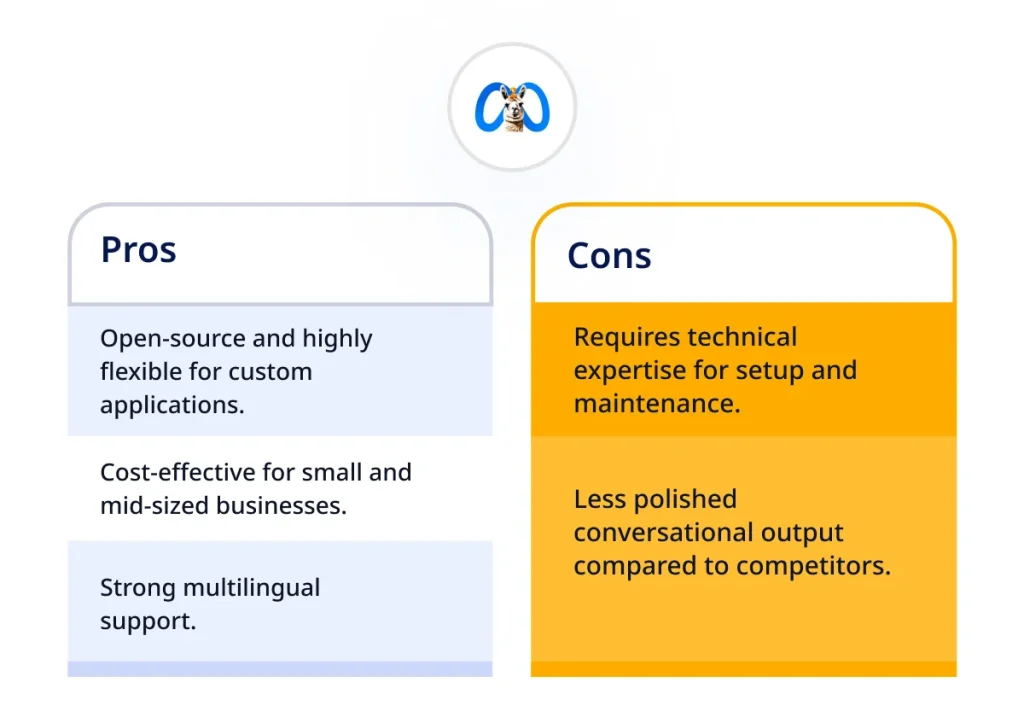 Pros
Open-source and highly
flexible for custom
applications.
Cost-effective for small and
mid-sized businesses.
Strong multilingual
support.
Cons
Requires technical
expertise for setup and
maintenance.
Less polished
conversational output
compared to competitors.